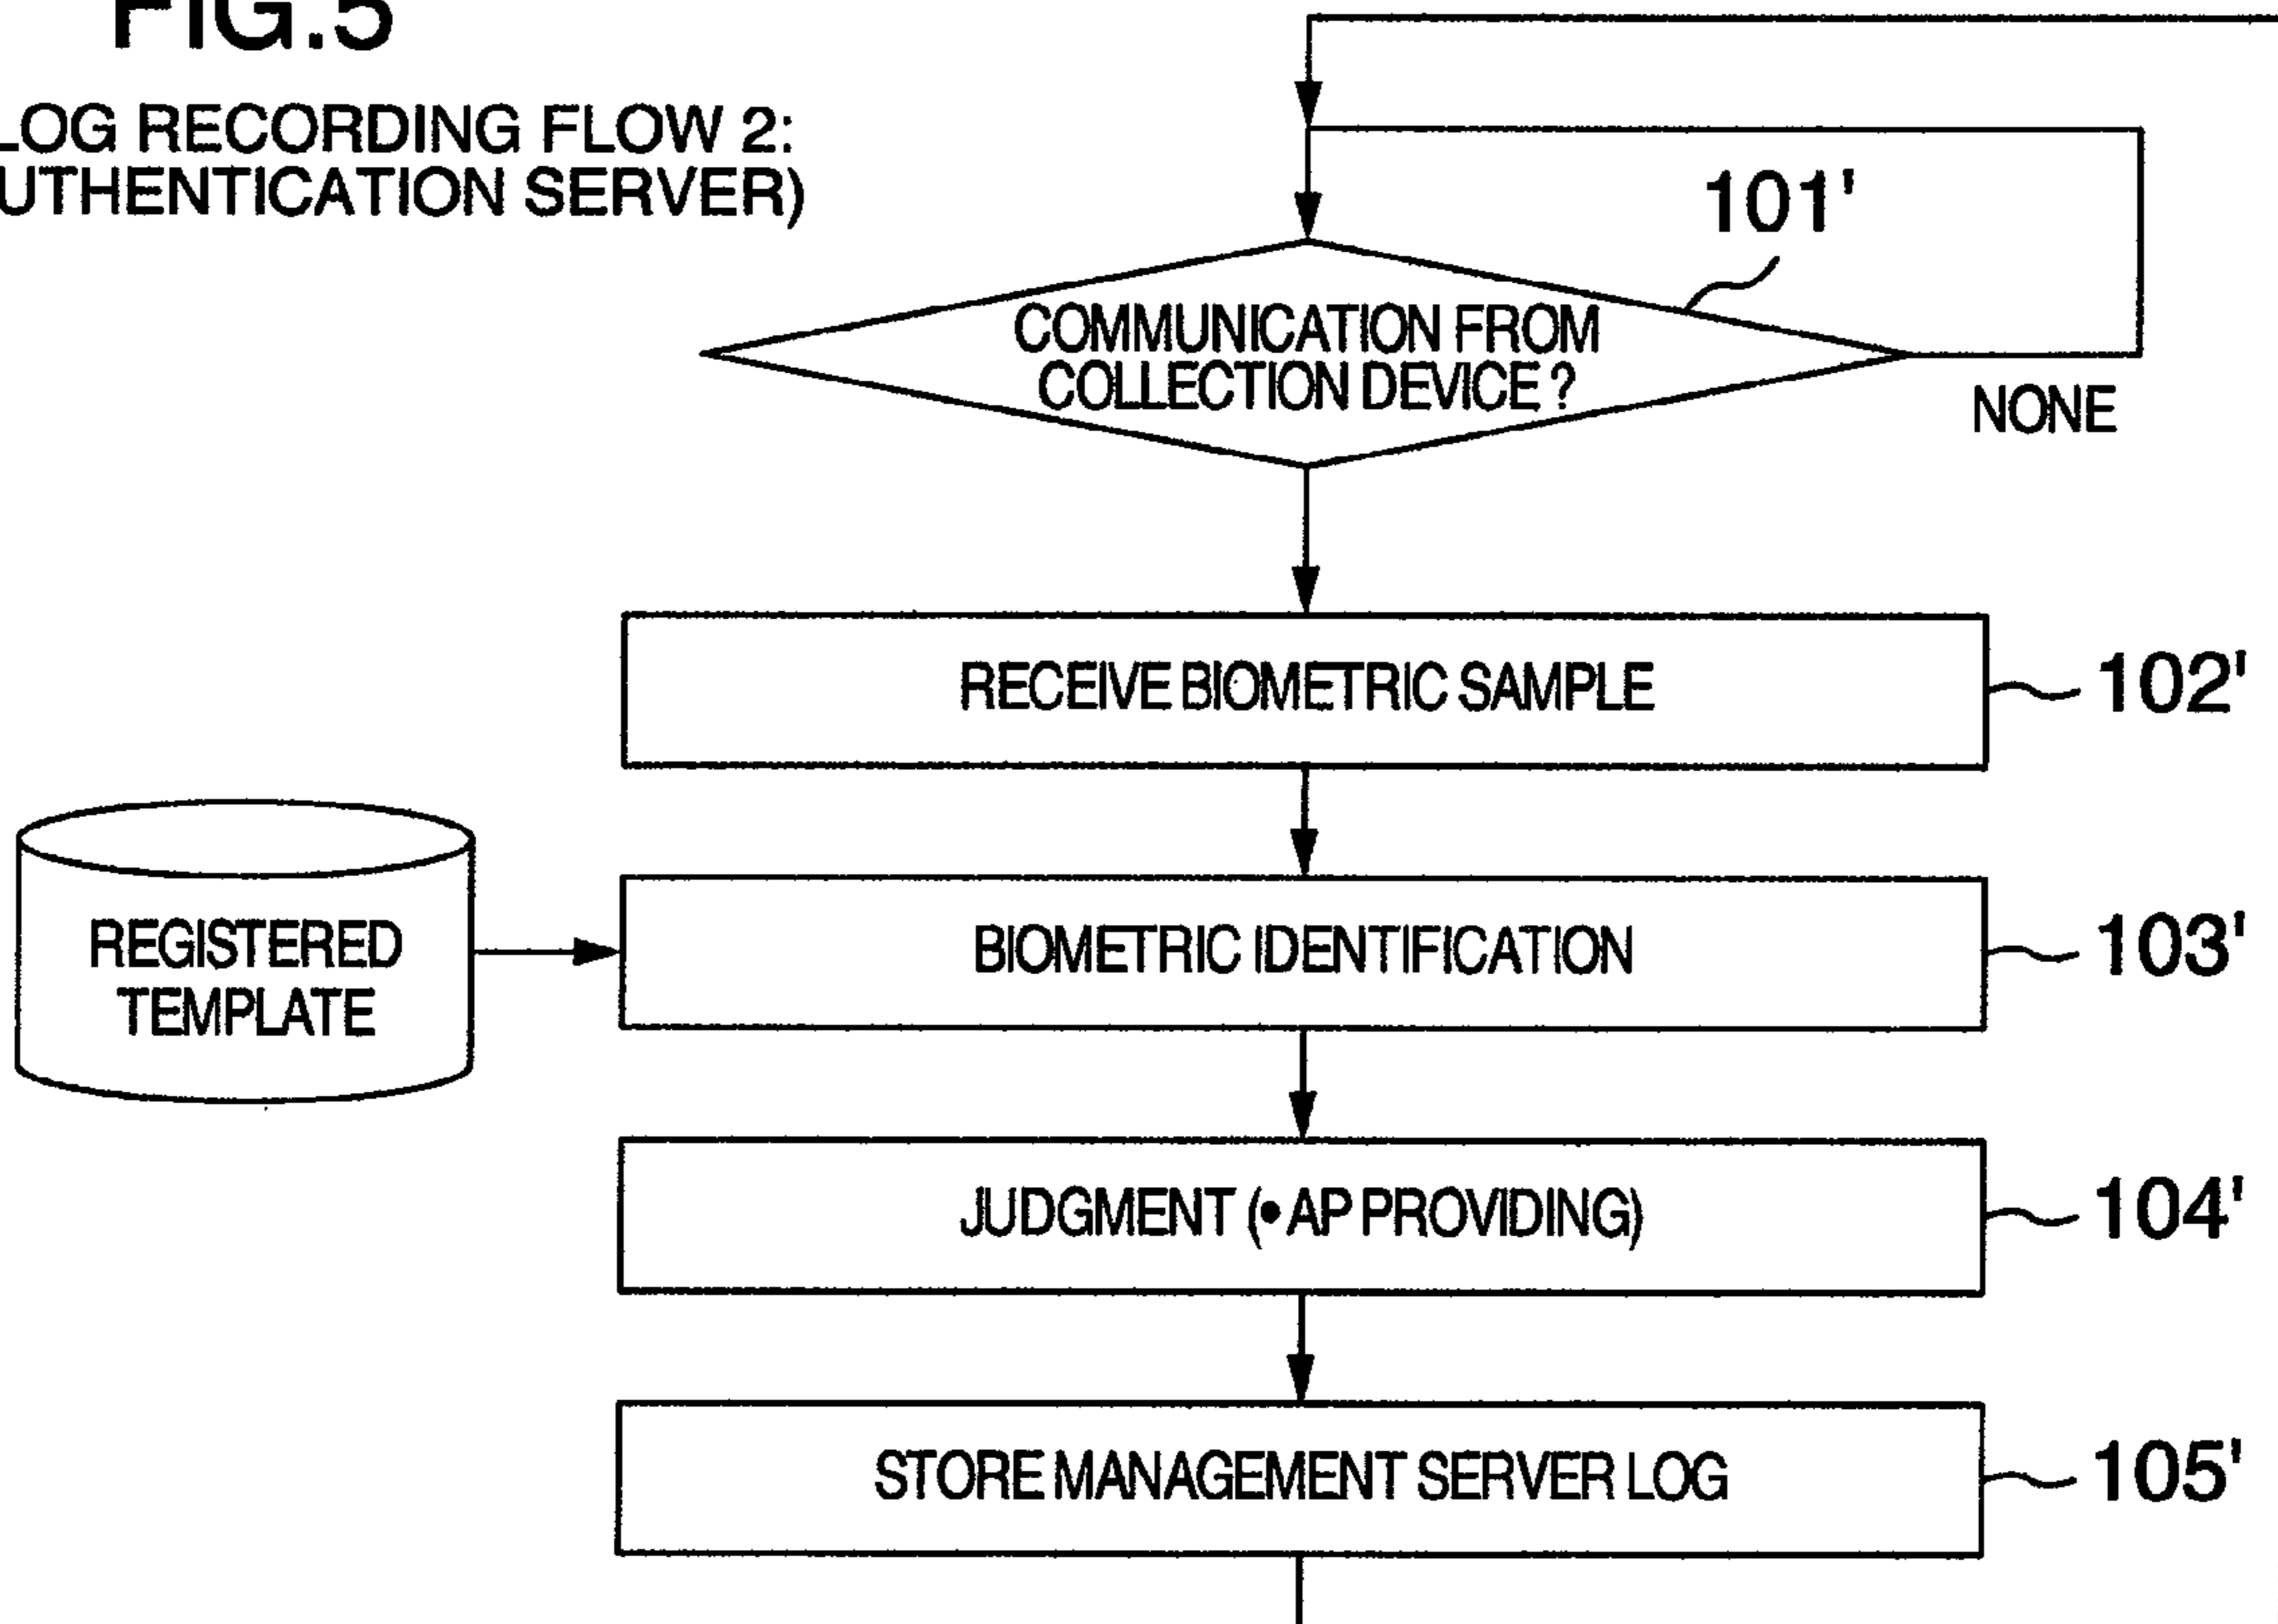 FIG.5
LOG RECORDING FLOW 2:
UTHENTICATION SERVER)
101'
COMMUNICATION FROM
COLLECTION DEVICE ?
NONE
RECEIVE BIOMETRIC SAMPLE
102'
REGISTERED
TEMPLATE
BIOMETRIC IDENTIFICATION
103'
JUDGMENT (• AP PROVIDING)
104'
STORE MANAGEMENT SERVER LOG
105'